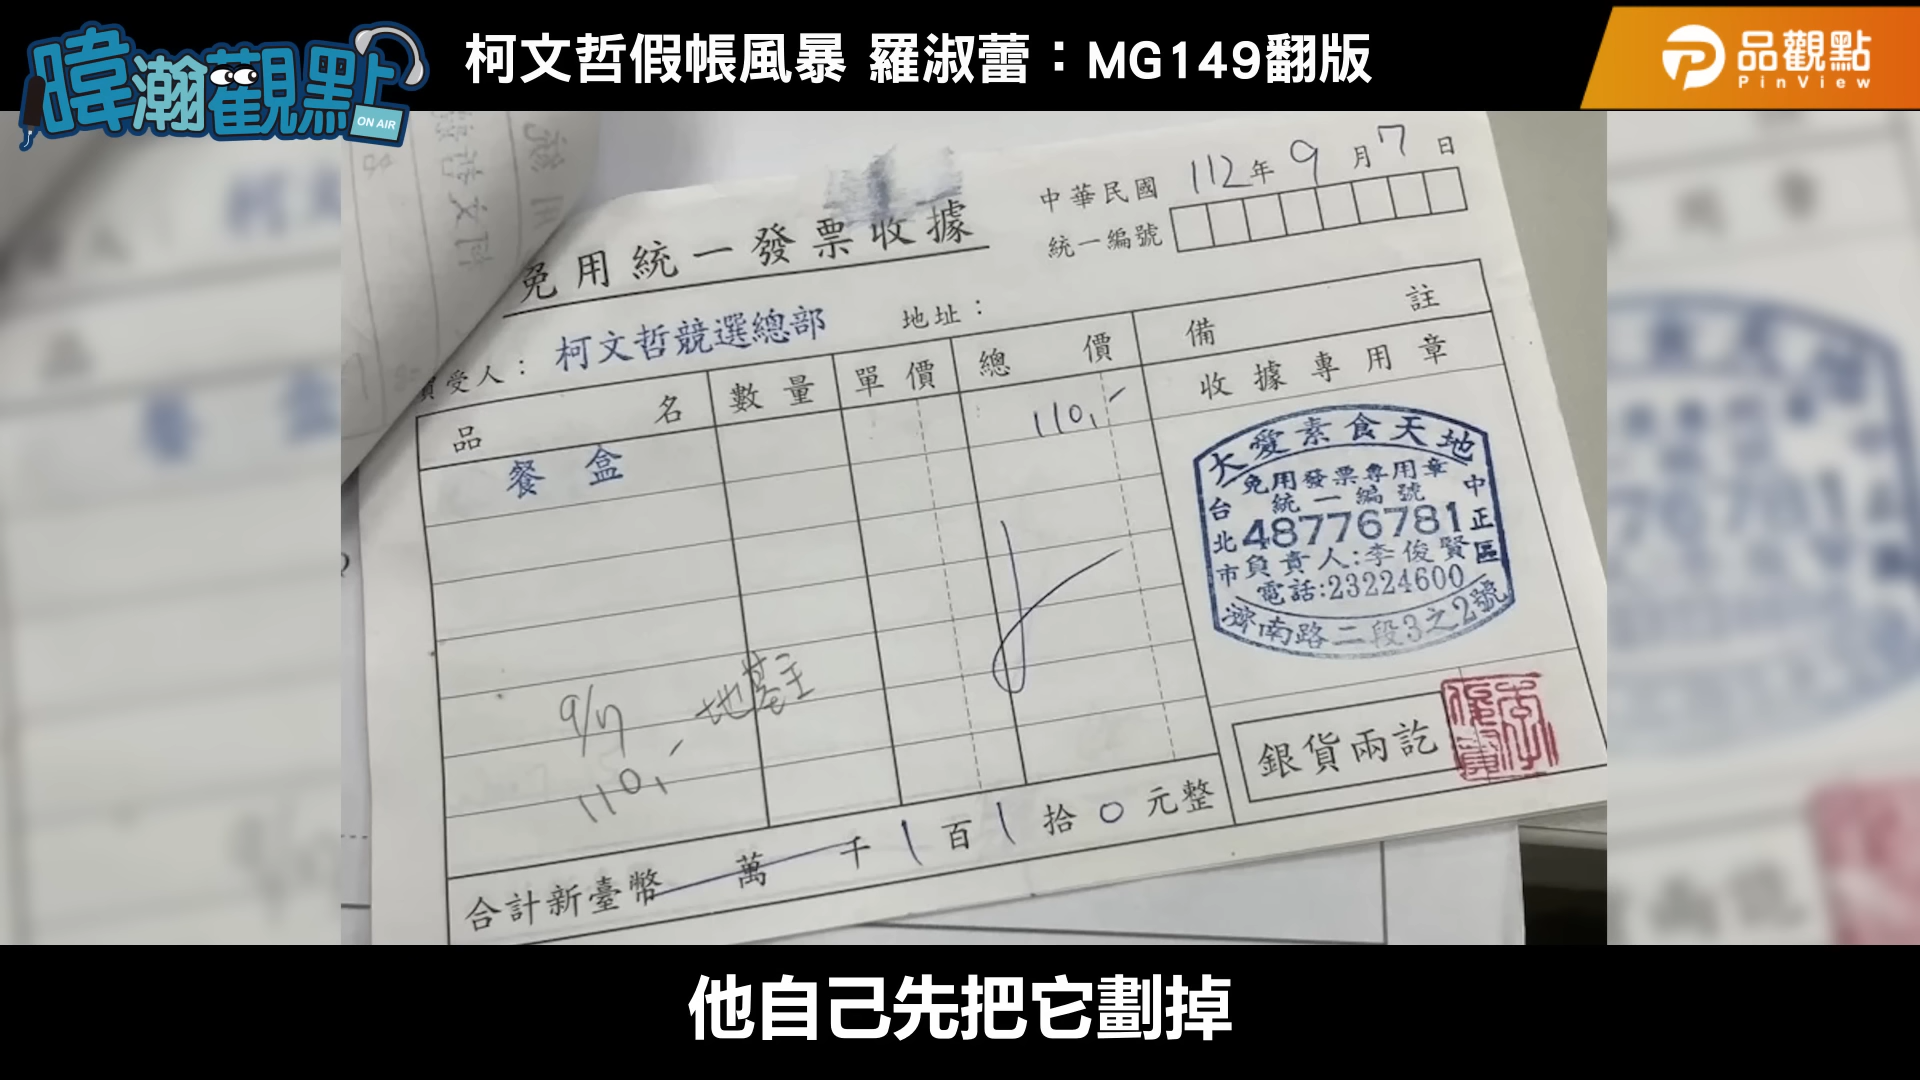 暐瀚觀點
ON AIR
柯文哲假帳風暴 羅淑蕾：MG149翻版
品觀點
PinView
中華民國 112年 9月7日
統一編號
免用統一發票收據
買受人： 柯文哲競選總部 地址：
品名 數量 單價 總價 備註
收據專用章
餐盒 110,-
大愛素食天地
免用發票專用章
統一編號
48776781
負責人:李俊賢
電話:23224600
台北市 中正區
濟南路二段3之2號
9/7
110,-
銀貨兩訖
合計新臺幣 萬 千 1 百 1 拾 0 元整
他自己先把它劃掉